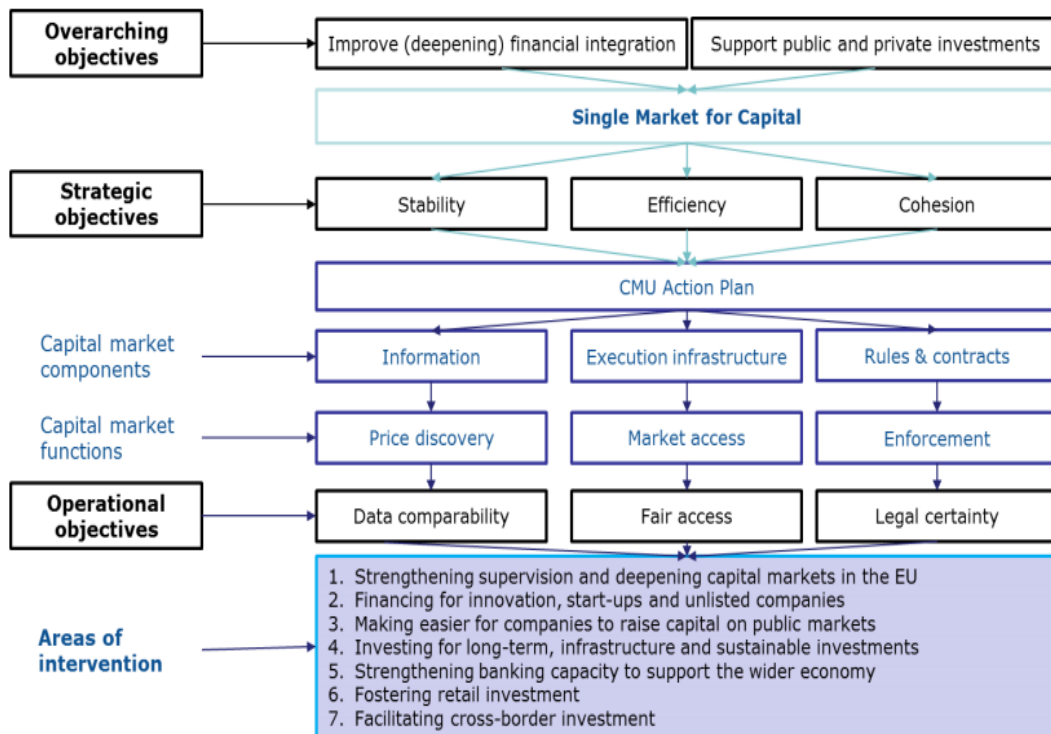 Overarching
objectives
Improve (deepening) financial integration
Support public and private investments
Single Market for Capital
Strategic
objectives
Stability
Efficiency
Cohesion
CMU Action Plan
Capital market
components
Information
Execution infrastructure
Rules & contracts
Capital market
functions
Price discovery
Market access
Enforcement
Operational
objectives
Data comparability
Fair access
Legal certainty
Areas of
intervention
1. Strengthening supervision and deepening capital markets in the EU
2. Financing for innovation, start-ups and unlisted companies
3. Making easier for companies to raise capital on public markets
4. Investing for long-term, infrastructure and sustainable investments
5. Strengthening banking capacity to support the wider economy
6. Fostering retail investment
7. Facilitating cross-border investment